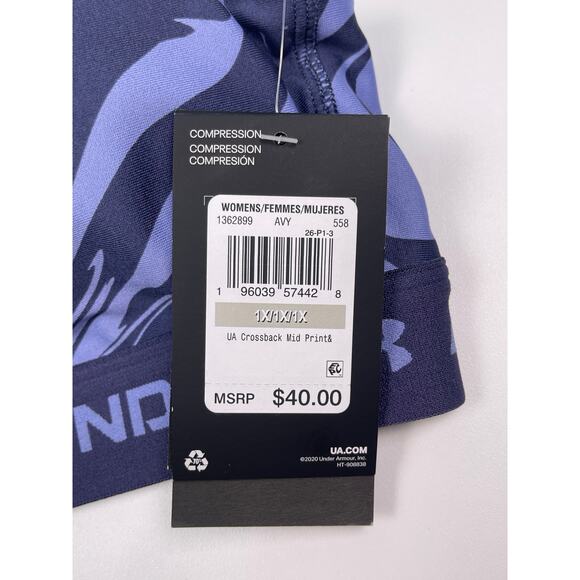 COMPRESSION
COMPRESSION
COMPRESIÓN
WOMENS/FEMMES/MUJERES
1362899 AVY 558
26-P1-3
1 96039 57442 8
1X/1X/1X
UA Crossback Mid Print&
MSRP $40.00
ND
UA.COM
©2020 Under Armour, Inc.
HT-908838